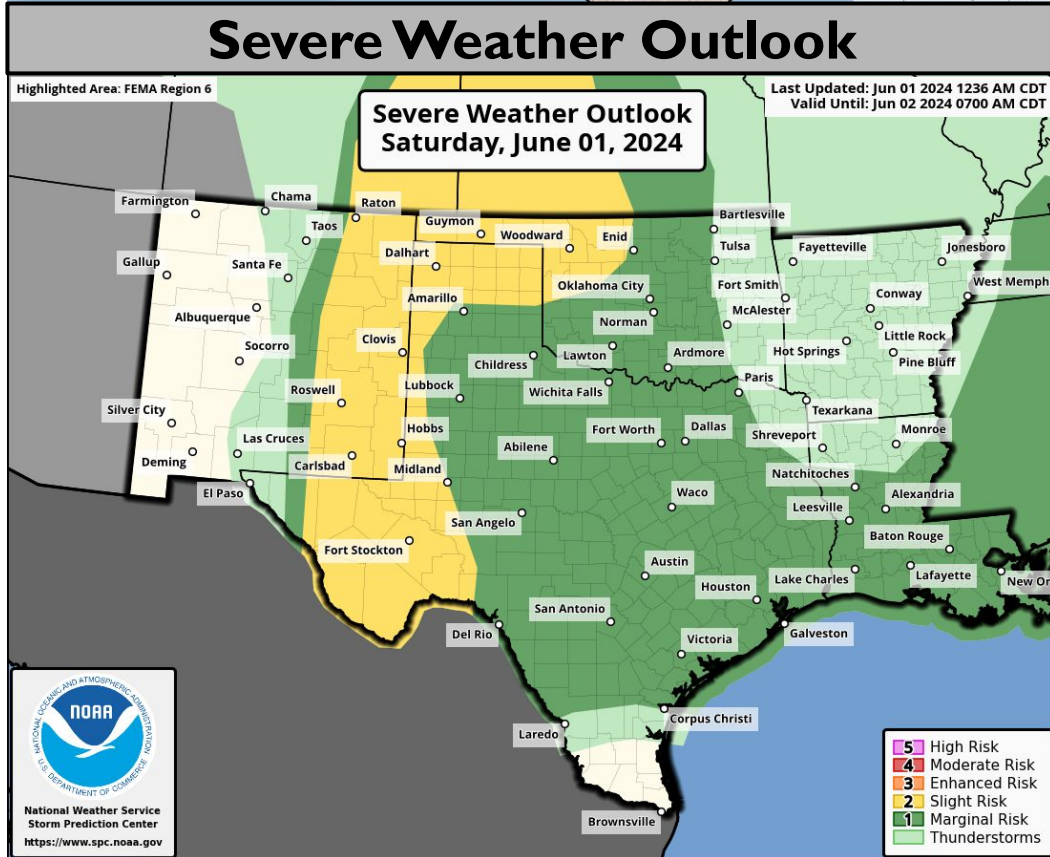 Severe Weather Outlook
Highlighted Area: FEMA Region 6
Last Updated: Jun 01 2024 1236 AM CDT
Valid Until: Jun 02 2024 0700 AM CDT
Severe Weather Outlook
Saturday, June 01, 2024
Farmington
Chama
Raton
Taos
Guymon
Woodward
Enid
Bartlesville
Tulsa
Fayetteville
Jonesboro
Gallup
Santa Fe
Dalhart
Oklahoma City
Fort Smith
Conway
West Memph
Albuquerque
Amarillo
Norman
McAlester
Little Rock
Socorro
Clovis
Childress
Lawton
Ardmore
Hot Springs
Pine Bluff
Roswell
Lubbock
Wichita Falls
Paris
Texarkana
Silver City
Las Cruces
Hobbs
Abilene
Fort Worth
Dallas
Shreveport
Monroe
Deming
Carlsbad
Midland
Natchitoches
El Paso
San Angelo
Waco
Leesville
Alexandria
Fort Stockton
Baton Rouge
Austin
Houston
Lake Charles
Lafayette
New Or
San Antonio
Del Rio
Victoria
Galveston
Laredo
Corpus Christi
Brownsville
NATIONAL OCEANIC AND ATMOSPHERIC ADMINISTRATION
NOAA
U.S. DEPARTMENT OF COMMERCE
National Weather Service
Storm Prediction Center
https://www.spc.noaa.gov
5 High Risk
4 Moderate Risk
3 Enhanced Risk
2 Slight Risk
1 Marginal Risk
Thunderstorms